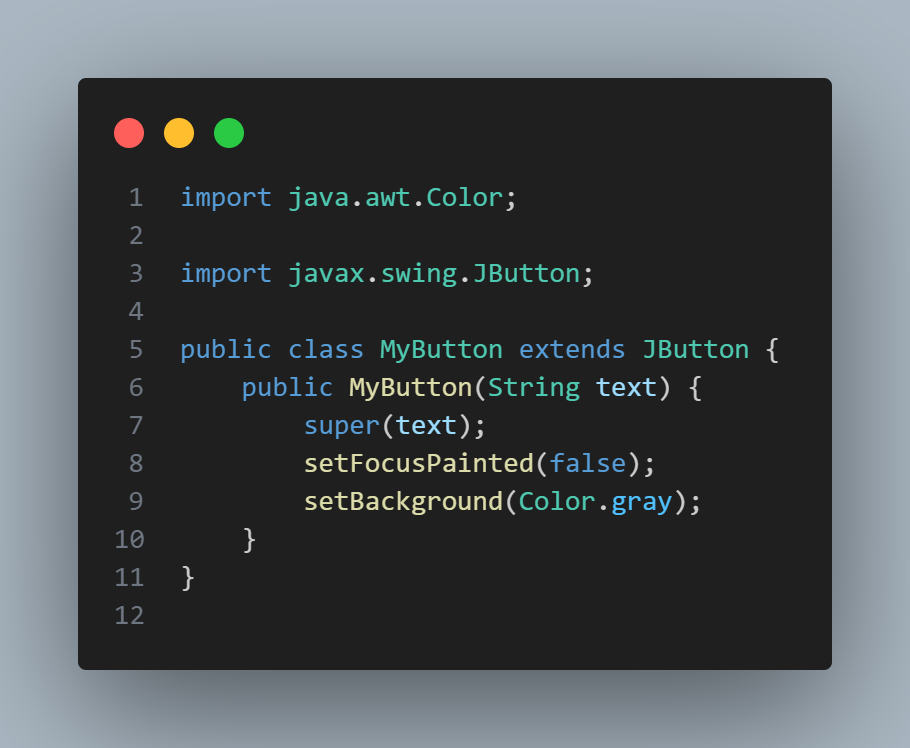 1 import java.awt.Color;
2
3 import javax.swing.JButton;
4
5 public class MyButton extends JButton {
6     public MyButton(String text) {
7         super(text);
8         setFocusPainted(false);
9         setBackground(Color.gray);
10     }
11 }
12